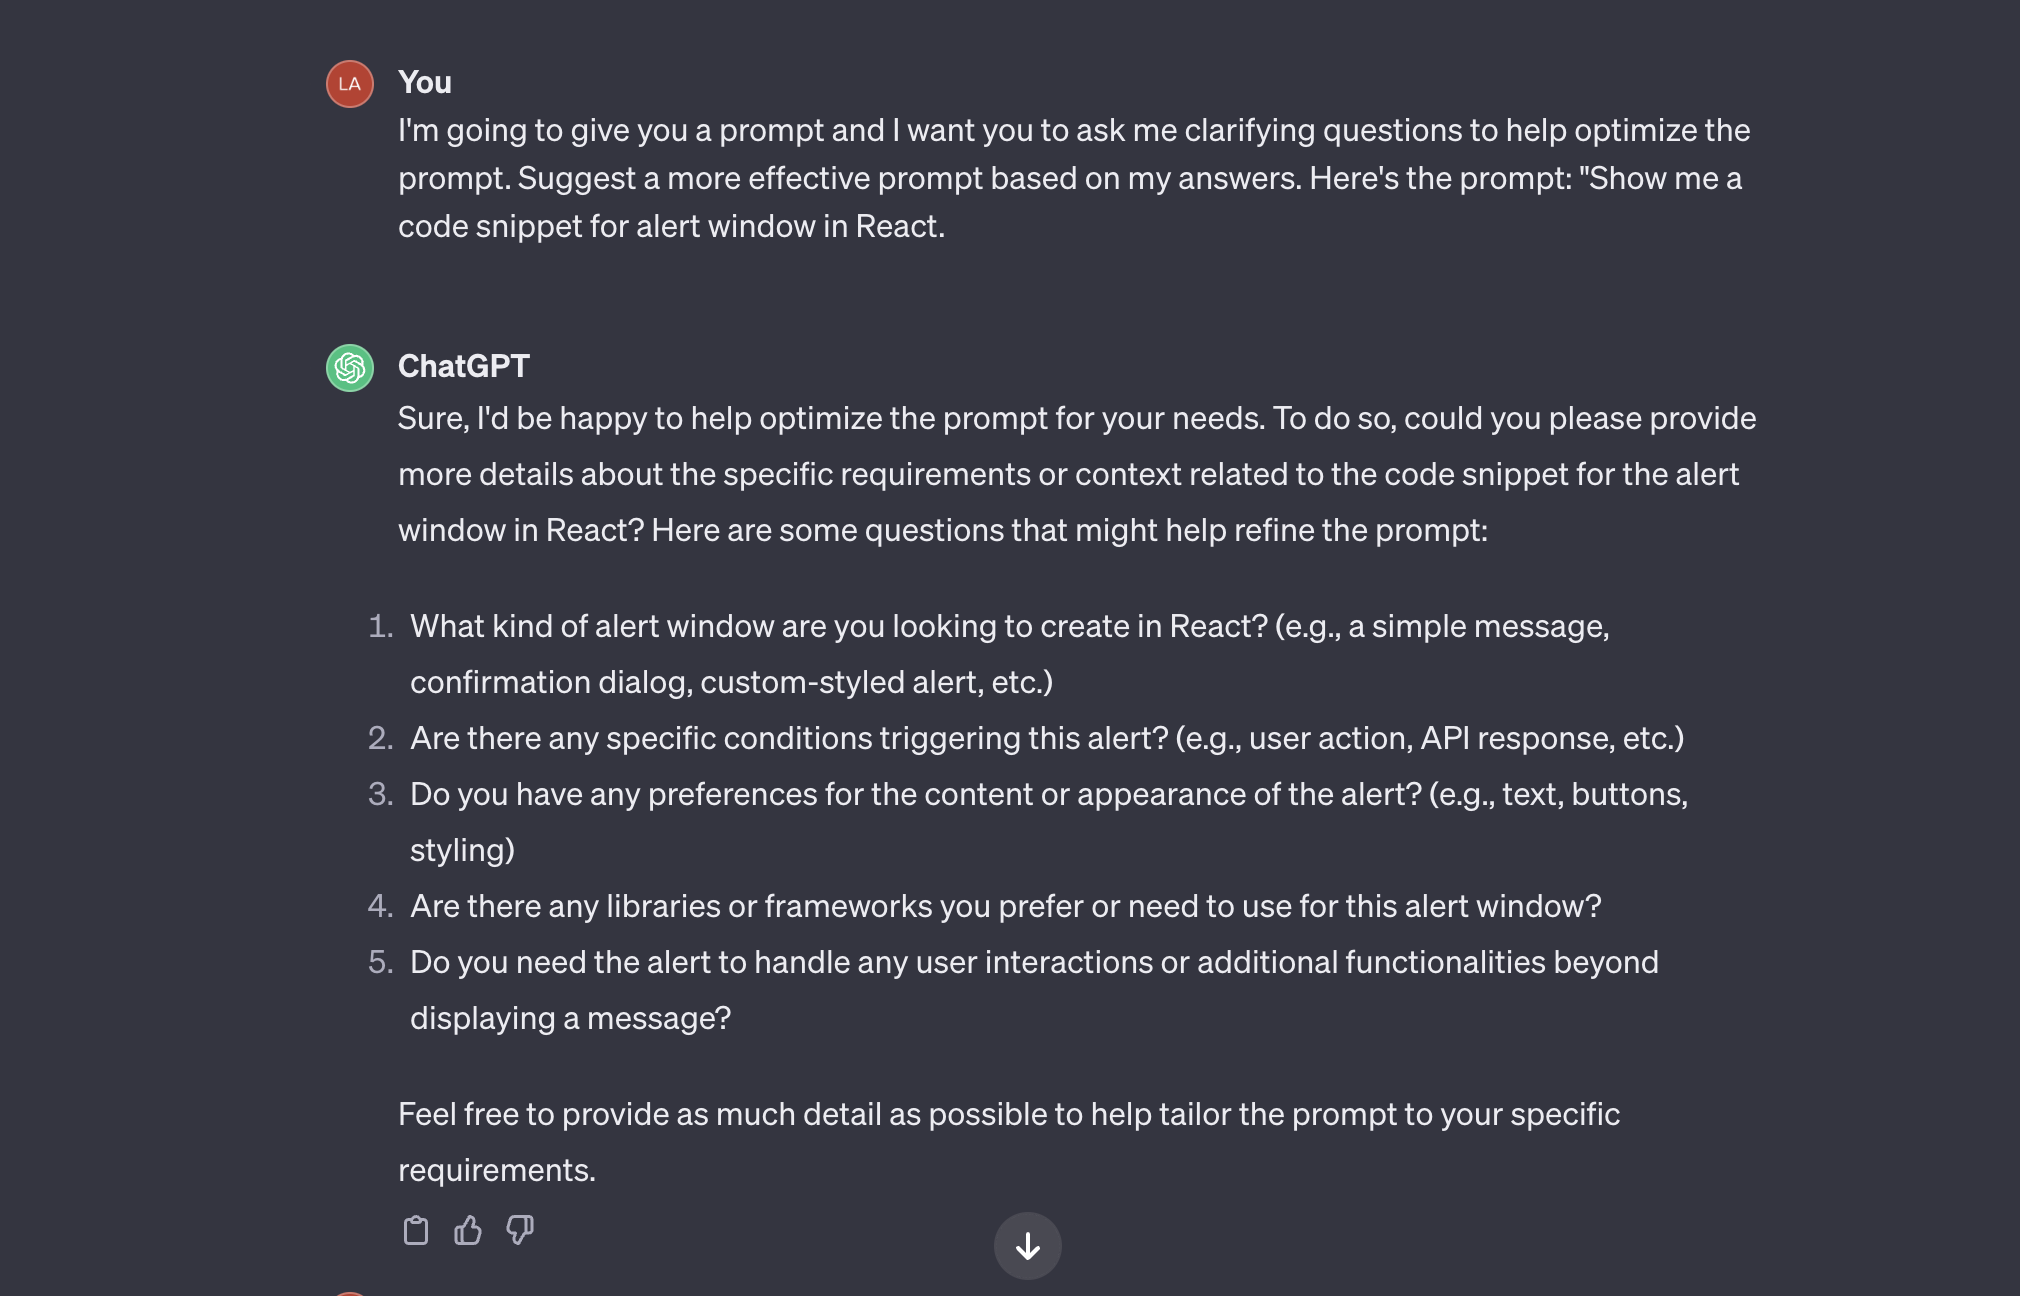 LA
You
I'm going to give you a prompt and I want you to ask me clarifying questions to help optimize the
prompt. Suggest a more effective prompt based on my answers. Here's the prompt: "Show me a
code snippet for alert window in React.
ChatGPT
Sure, I'd be happy to help optimize the prompt for your needs. To do so, could you please provide
more details about the specific requirements or context related to the code snippet for the alert
window in React? Here are some questions that might help refine the prompt:
1. What kind of alert window are you looking to create in React? (e.g., a simple message,
confirmation dialog, custom-styled alert, etc.)
2. Are there any specific conditions triggering this alert? (e.g., user action, API response, etc.)
3. Do you have any preferences for the content or appearance of the alert? (e.g., text, buttons,
styling)
4. Are there any libraries or frameworks you prefer or need to use for this alert window?
5. Do you need the alert to handle any user interactions or additional functionalities beyond
displaying a message?
Feel free to provide as much detail as possible to help tailor the prompt to your specific
requirements.